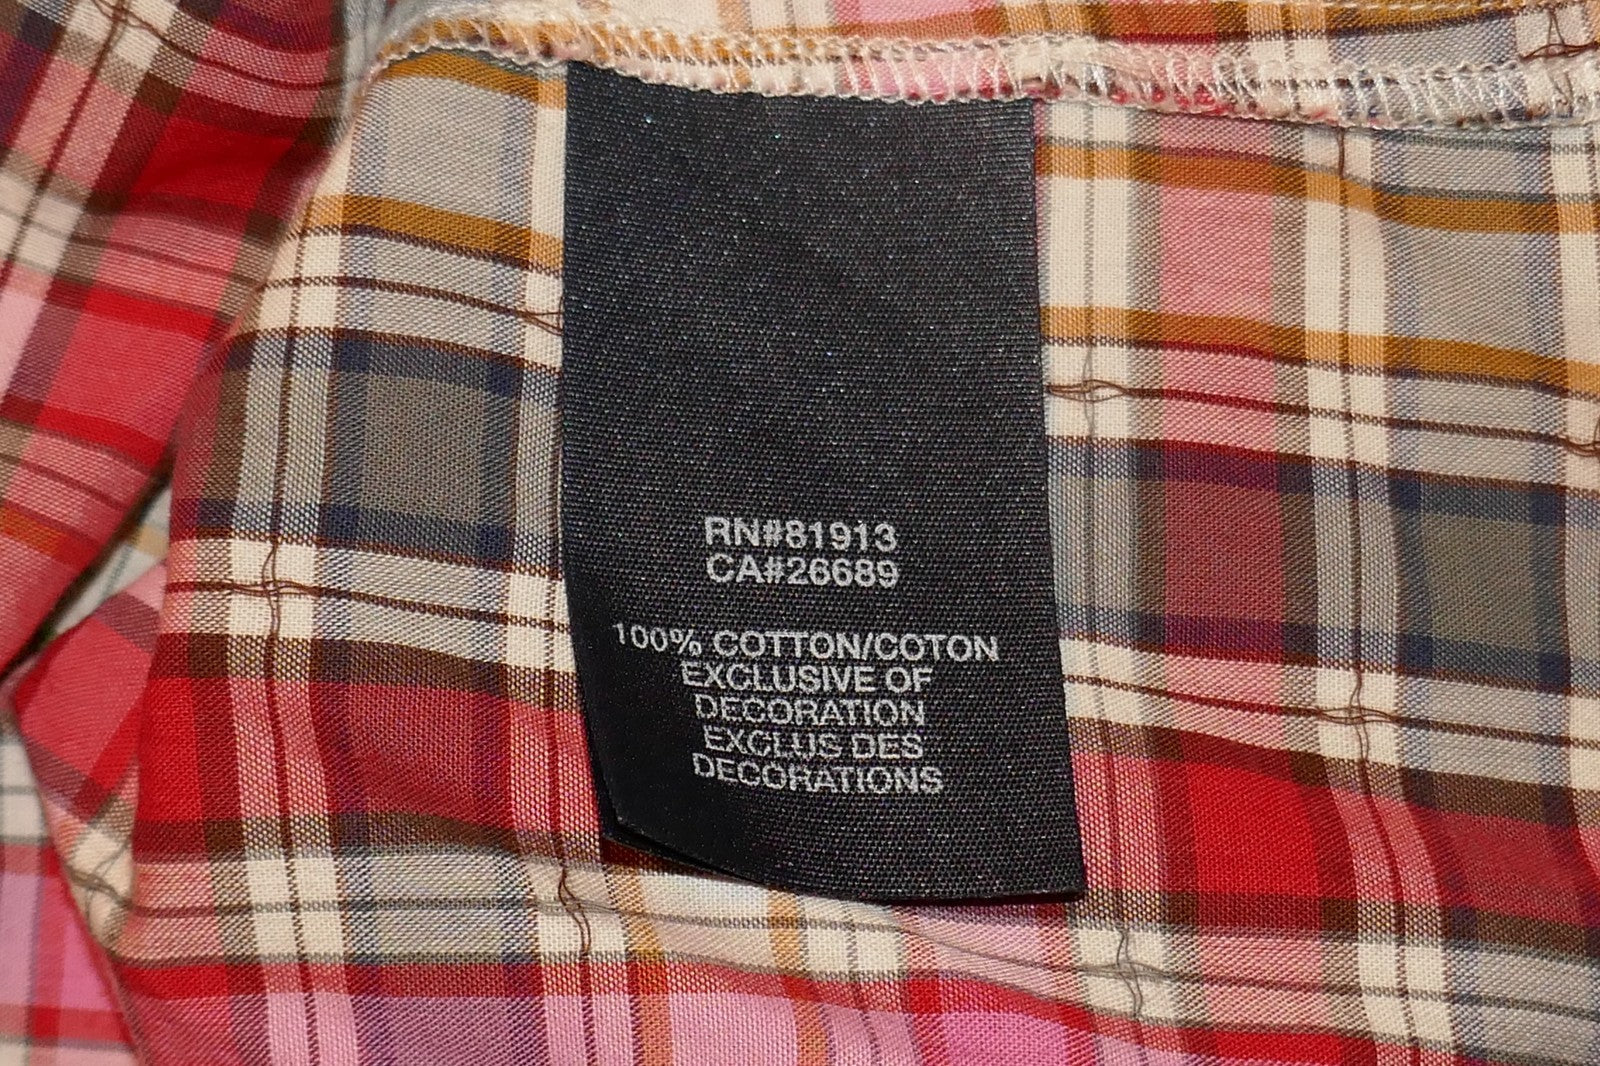 RN#81913
CA#26689
100% COTTON/COTON
EXCLUSIVE OF
DECORATION
EXCLUS DES
DECORATIONS